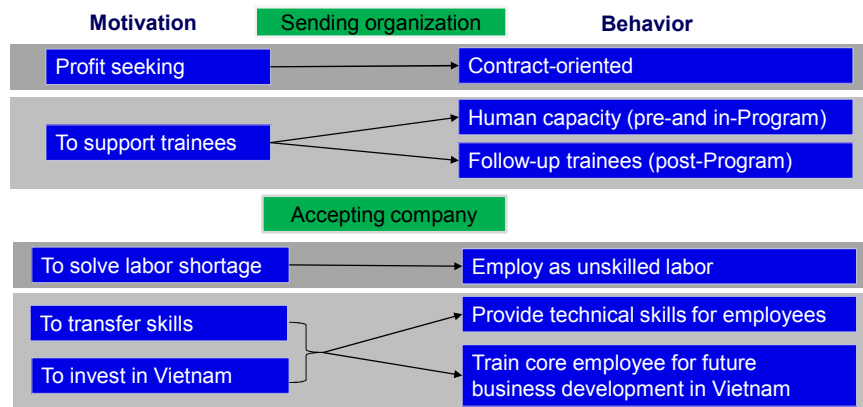 Motivation
Sending organization
Behavior
Profit seeking
Contract-oriented
To support trainees
Human capacity (pre-and in-Program)
Follow-up trainees (post-Program)
Accepting company
To solve labor shortage
Employ as unskilled labor
To transfer skills
Provide technical skills for employees
To invest in Vietnam
Train core employee for future
business development in Vietnam